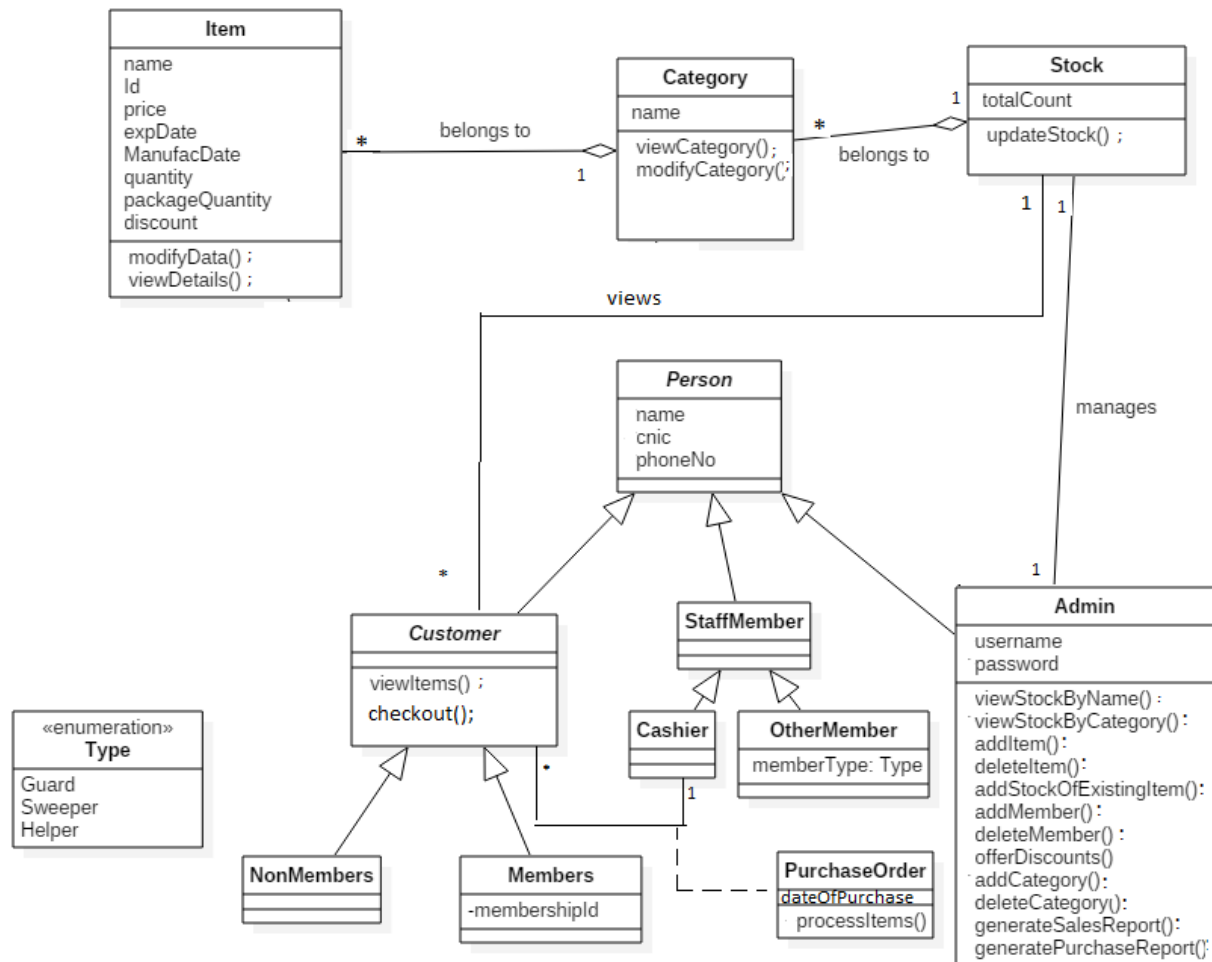 Item
name
Id
price
expDate
ManufacDate
quantity
packageQuantity
discount
modifyData() ;
viewDetails() ;
*
belongs to
1
Category
name
viewCategory();
modifyCategory();
*
belongs to
1
Stock
totalCount
updateStock() ;
1
1
views
manages
*
1
Person
name
cnic
phoneNo
Customer
viewItems() ;
checkout();
StaffMember
Cashier
OtherMember
memberType: Type
*
1
Admin
username
password
viewStockByName() :
viewStockByCategory() :
addItem() :
deleteItem() :
addStockOfExistingItem() :
addMember() :
deleteMember() :
offerDiscounts()
addCategory() :
deleteCategory() :
generateSalesReport() :
generatePurchaseReport() :
«enumeration»
Type
Guard
Sweeper
Helper
NonMembers
Members
-membershipId
PurchaseOrder
dateOfPurchase
processItems()